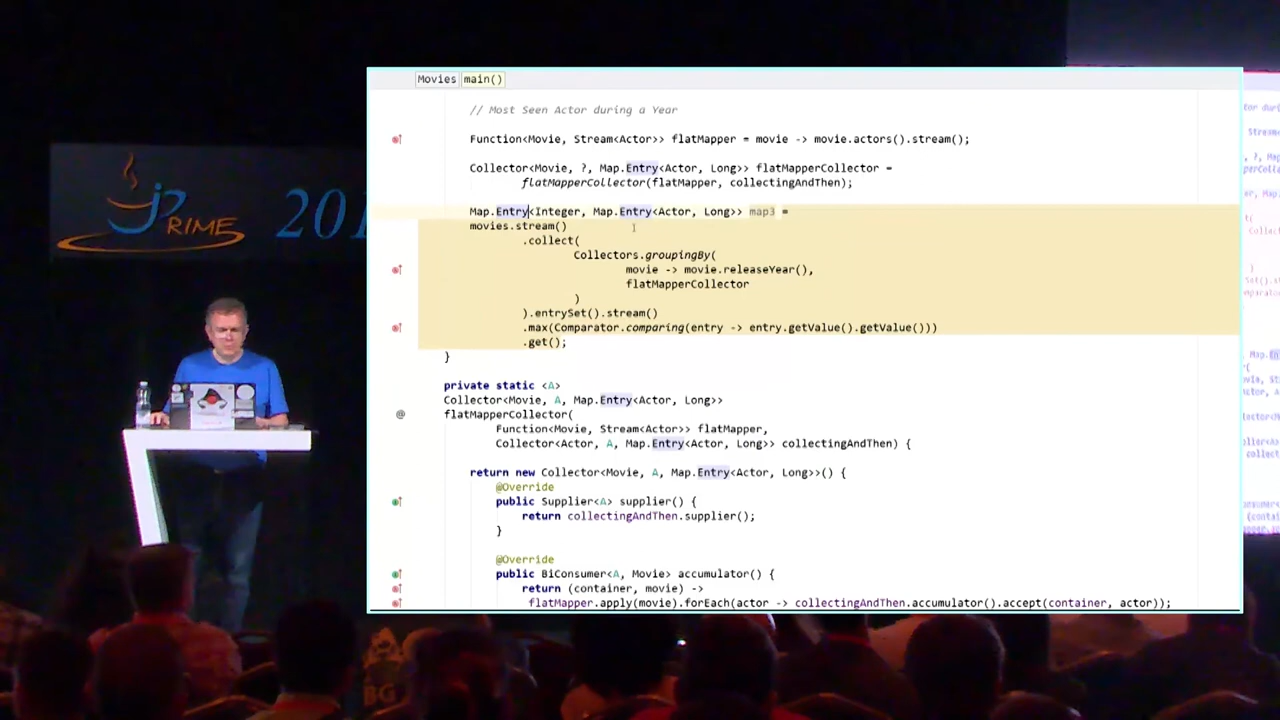 Movies main()
// Most Seen Actor during a Year
Function<Movie, Stream<Actor>> flatMapper = movie -> movie.actors().stream();
Collector<Movie, ?, Map.Entry<Actor, Long>> flatMapperCollector =
flatMapperCollector(flatMapper, collectingAndThen);
Map.Entry<Integer, Map.Entry<Actor, Long>> map3 =
movies.stream()
.collect(
Collectors.groupingBy(
movie -> movie.releaseYear(),
flatMapperCollector
)
).entrySet().stream()
.max(Comparator.comparing(entry -> entry.getValue().getValue()))
.get();
}
private static <A>
Collector<Movie, A, Map.Entry<Actor, Long>>
@
flatMapperCollector(
Function<Movie, Stream<Actor>> flatMapper,
Collector<Actor, A, Map.Entry<Actor, Long>> collectingAndThen) {
return new Collector<Movie, A, Map.Entry<Actor, Long>>() {
@Override
public Supplier<A> supplier() {
return collectingAndThen.supplier();
}
@Override
public BiConsumer<A, Movie> accumulator() {
return (container, movie) ->
flatMapper.apply(movie).forEach(actor -> collectingAndThen.accumulator().accept(container, actor));
JPRIME 201
BG